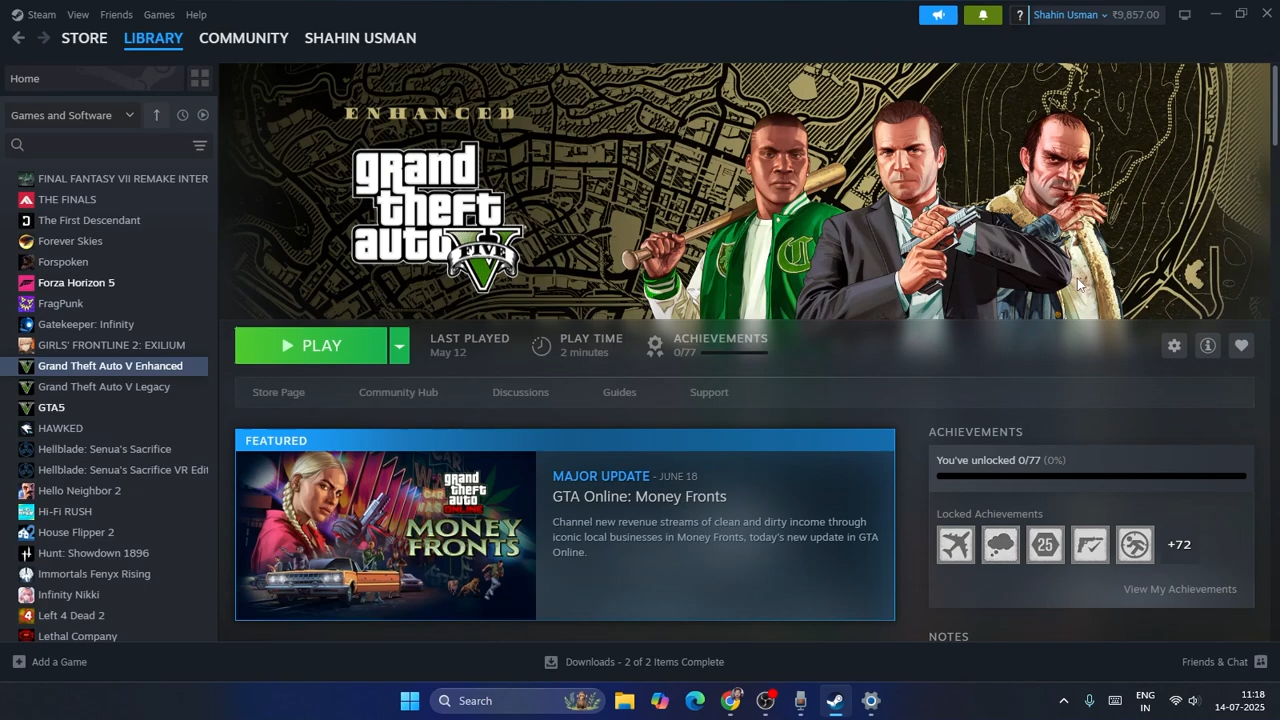 Steam View Friends Games Help
? Shahin Usman ₹9,857.00
STORE LIBRARY COMMUNITY SHAHIN USMAN
Home
Games and Software
FINAL FANTASY VII REMAKE INTER
THE FINALS
The First Descendant
Forever Skies
Forspoken
Forza Horizon 5
FragPunk
Gatekeeper: Infinity
GIRLS' FRONTLINE 2: EXILIUM
Grand Theft Auto V Enhanced
Grand Theft Auto V Legacy
GTA5
HAWKED
Hellblade: Senua's Sacrifice
Hellblade: Senua's Sacrifice VR Edit
Hello Neighbor 2
Hi-Fi RUSH
House Flipper 2
Hunt: Showdown 1896
Immortals Fenyx Rising
Infinity Nikki
Left 4 Dead 2
Lethal Company
ENHANCED
grand
theft
auto V
FIVE
PLAY
LAST PLAYED
May 12
PLAY TIME
2 minutes
ACHIEVEMENTS
0/77
Store Page Community Hub Discussions Guides Support
FEATURED
grand
theft
auto
ONLINE
MONEY
FRONTS
MAJOR UPDATE - JUNE 18
GTA Online: Money Fronts
Channel new revenue streams of clean and dirty income through
iconic local businesses in Money Fronts, today's new update in GTA
Online.
ACHIEVEMENTS
You've unlocked 0/77 (0%)
Locked Achievements
25
+72
View My Achievements
NOTES
Add a Game
Downloads - 2 of 2 Items Complete
Friends & Chat
Search
ENG
IN
11:18
14-07-2025